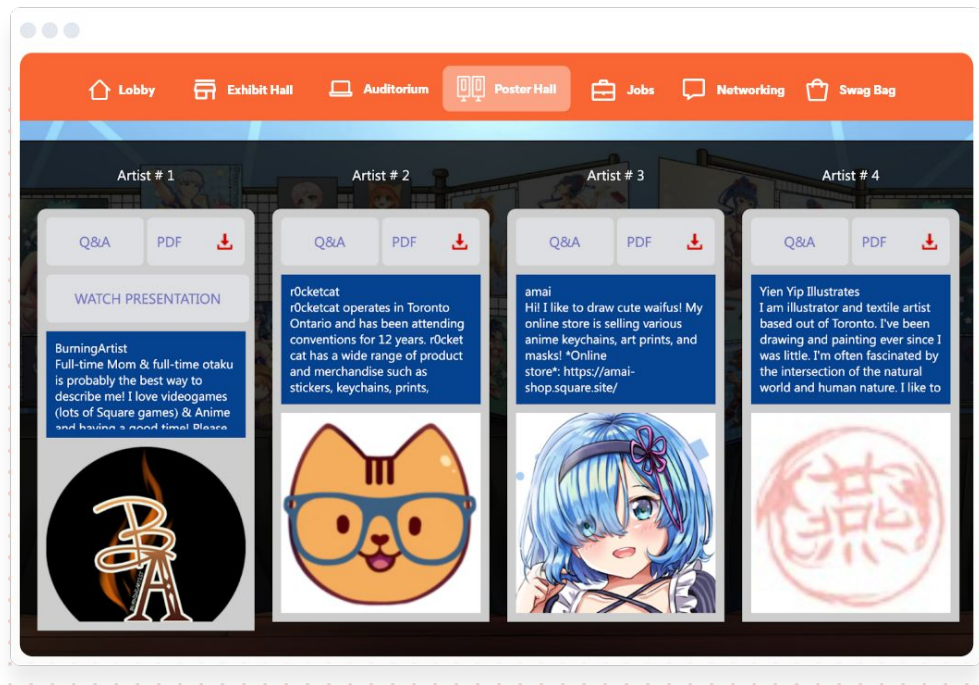 Lobby
Exhibit Hall
Auditorium
Poster Hall
Jobs
Networking
Swag Bag
Artist # 1
Artist # 2
Artist # 3
Artist # 4
Q&A
PDF
WATCH PRESENTATION
BurningArtist
Full-time Mom & full-time otaku
is probably the best way to
describe me! I love videogames
(lots of Square games) & Anime
and having a good time! Please
BA
Q&A
PDF
r0cketcat
r0cketcat operates in Toronto
Ontario and has been attending
conventions for 12 years. r0cket
cat has a wide range of product
and merchandise such as
stickers, keychains, prints,
Q&A
PDF
amai
Hi! I like to draw cute waifus! My
online store is selling various
anime keychains, art prints, and
masks! *Online
store*: https://amai-
shop.square.site/
Q&A
PDF
Yien Yip Illustrates
I am illustrator and textile artist
based out of Toronto. I've been
drawing and painting ever since I
was little. I'm often fascinated by
the intersection of the natural
world and human nature. I like to
燕